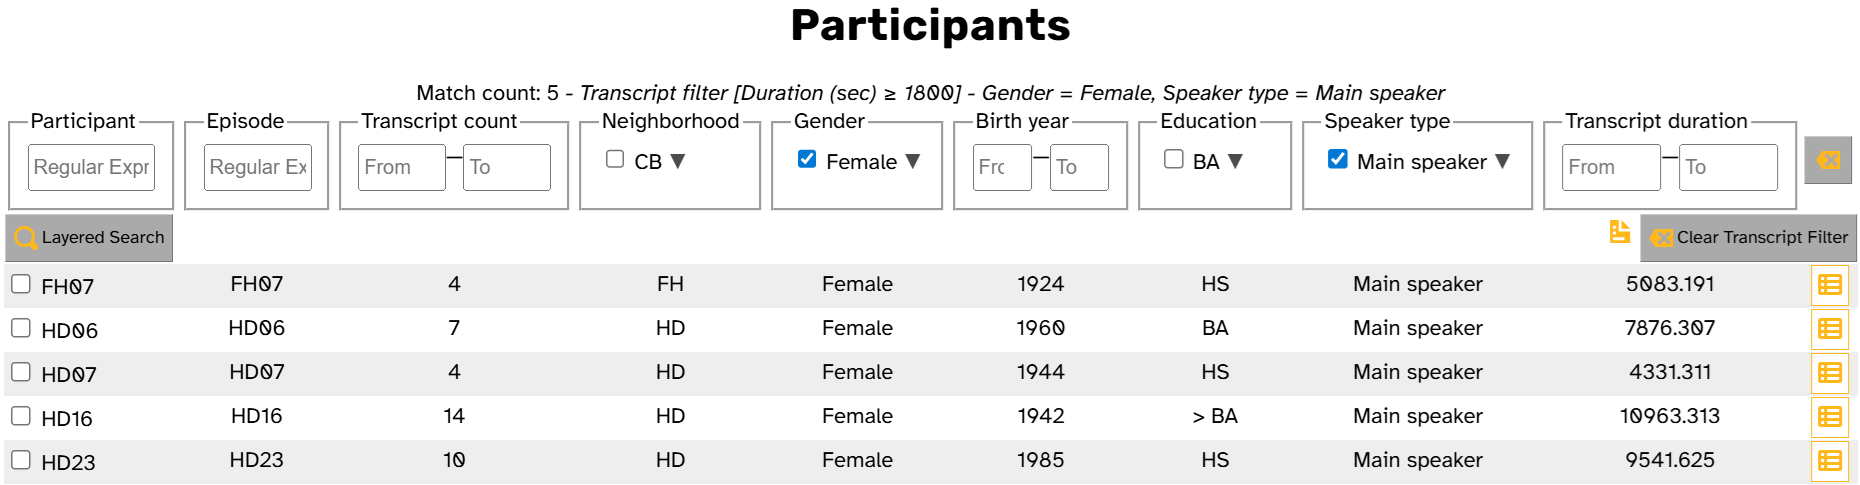 Participants
Match count: 5 - Transcript filter [Duration (sec) ≥ 1800] - Gender = Female, Speaker type = Main speaker
Participant Episode Transcript count Neighborhood Gender Birth year Education Speaker type Transcript duration
Regular Expr Regular Ex From — To CB ▼ Female ▼ Frc — To BA ▼ Main speaker ▼ From — To
Layered Search Clear Transcript Filter
FH07 FH07 4 FH Female 1924 HS Main speaker 5083.191
HD06 HD06 7 HD Female 1960 BA Main speaker 7876.307
HD07 HD07 4 HD Female 1944 HS Main speaker 4331.311
HD16 HD16 14 HD Female 1942 > BA Main speaker 10963.313
HD23 HD23 10 HD Female 1985 HS Main speaker 9541.625